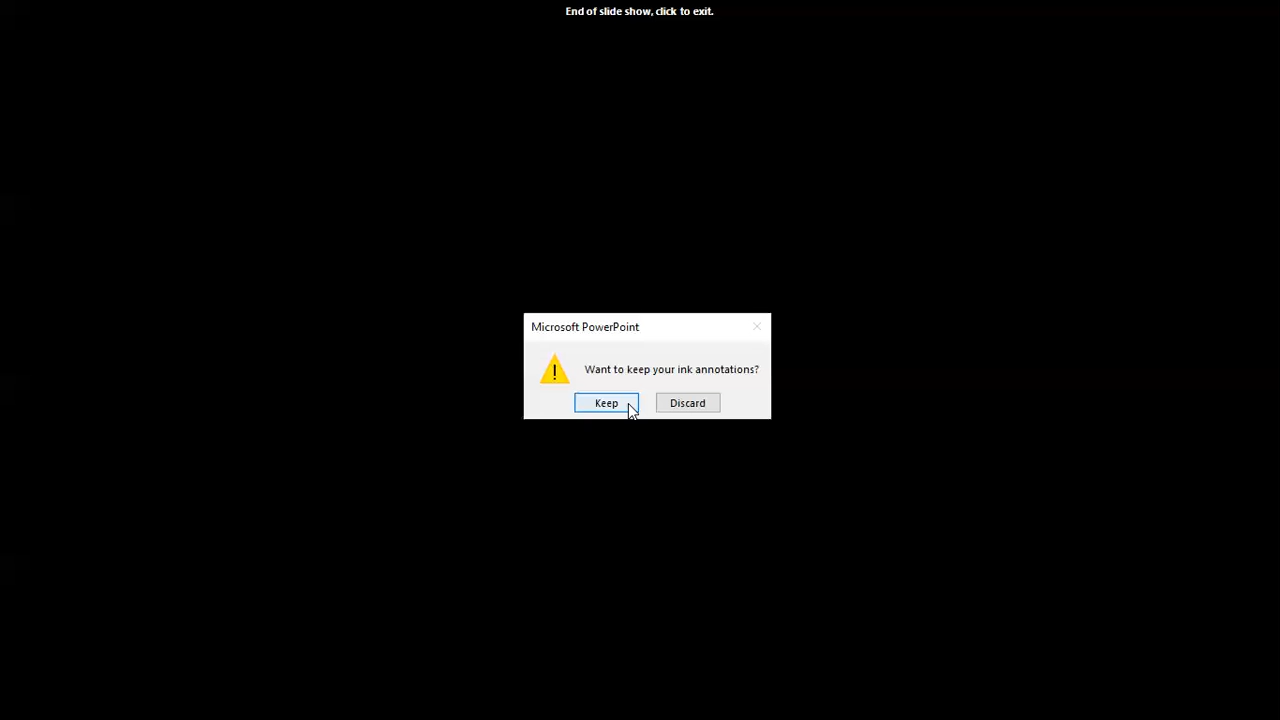 End of slide show, click to exit.
Microsoft PowerPoint
Want to keep your ink annotations?
Keep
Discard